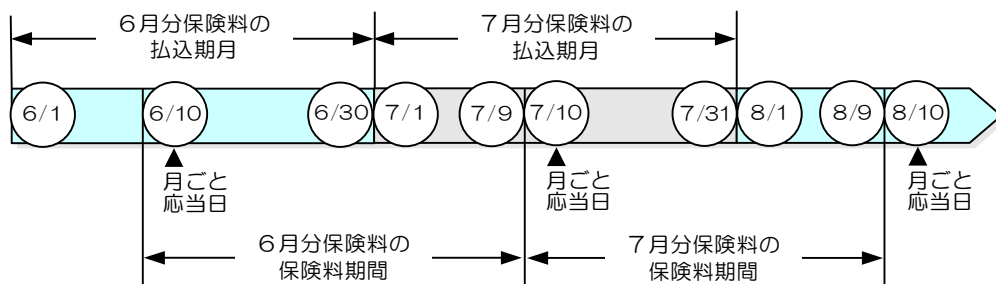 ６月分保険料の
払込期月
７月分保険料の
払込期月
6/1
6/10
6/30
7/1
7/9
7/10
7/31
8/1
8/9
8/10
月ごと
応当日
月ごと
応当日
月ごと
応当日
６月分保険料の
保険料期間
７月分保険料の
保険料期間